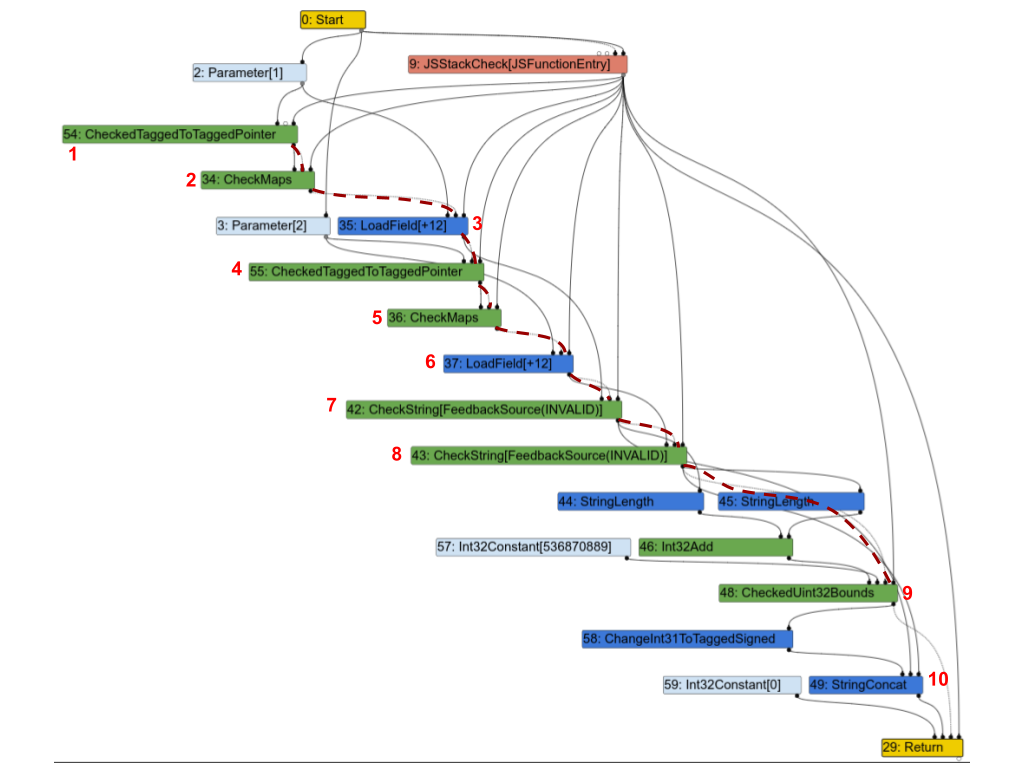 0: Start
9: JSStackCheck[JSFunctionEntry]
2: Parameter[1]
54: CheckedTaggedToTaggedPointer
1
2 34: CheckMaps
3: Parameter[2] 35: LoadField[+12] 3
4 55: CheckedTaggedToTaggedPointer
5 36: CheckMaps
6 37: LoadField[+12]
7 42: CheckString[FeedbackSource(INVALID)]
8 43: CheckString[FeedbackSource(INVALID)]
44: StringLength 45: StringLength
57: Int32Constant[536870889] 46: Int32Add
48: CheckedUint32Bounds 9
58: ChangeInt31ToTaggedSigned
59: Int32Constant[0] 49: StringConcat 10
29: Return